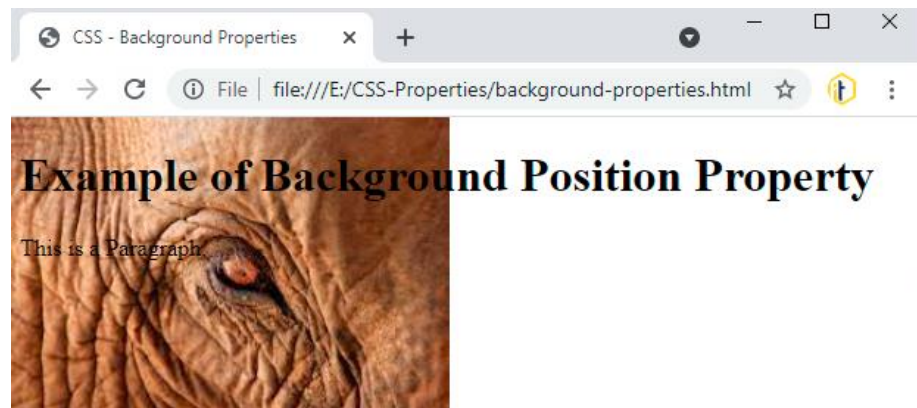 CSS - Background Properties
File | file:///E:/CSS-Properties/background-properties.html
Example of Background Position Property
This is a Paragraph.